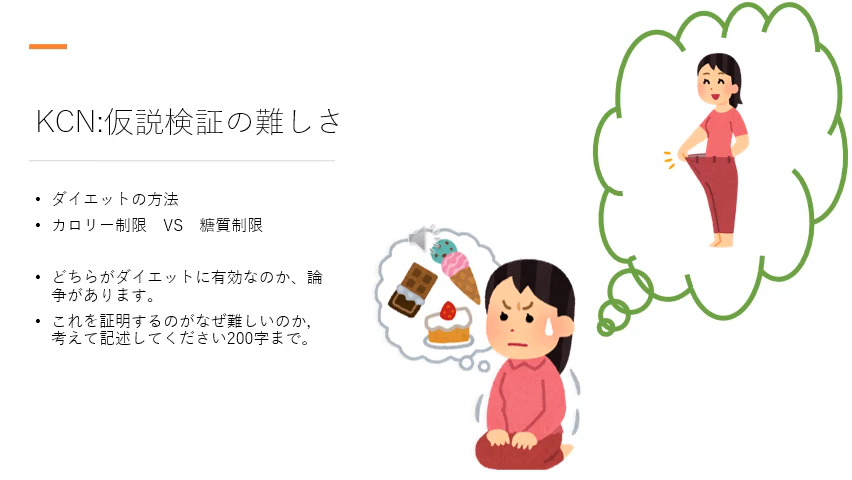 KCN:仮説検証の難しさ
• ダイエットの方法
• カロリー制限　VS　糖質制限
• どちらがダイエットに有効なのか、論
争があります。
• これを証明するのがなぜ難しいのか,
考えて記述してください200字まで。